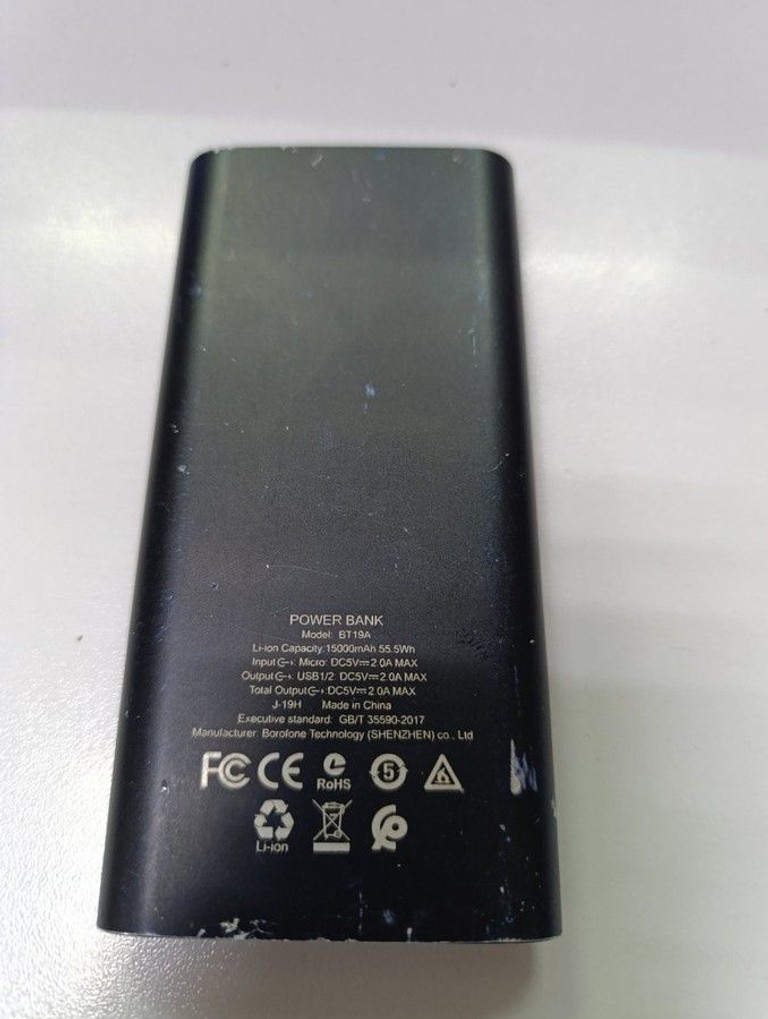 POWER BANK
Model: BT19A
Li-ion Capacity: 15000mAh 55.5Wh
Input: Micro: DC5V⎓2.0A MAX
Output: USB1/2: DC5V⎓2.0A MAX
Total Output: DC5V⎓2.0A MAX
J-19H Made in China
Executive standard: GB/T 35590-2017
Manufacturer: Borofone Technology (SHENZHEN) co., Ltd
FC CE RoHS 5
Li-ion